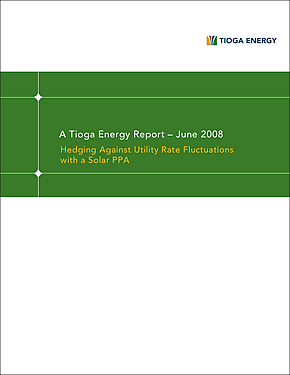 TIOGA ENERGY
A Tioga Energy Report – June 2008
Hedging Against Utility Rate Fluctuations
with a Solar PPA